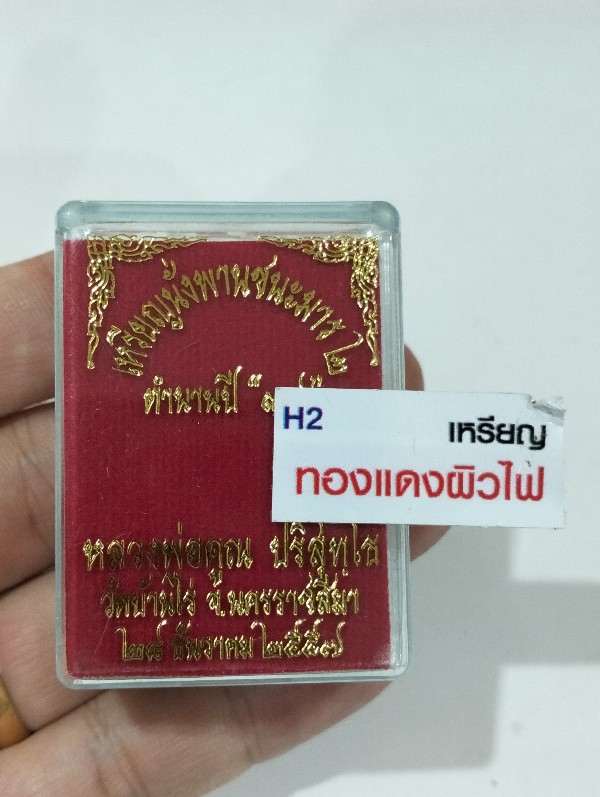 เหรียญนั่งพานชนะมาร ๒
ตำนานปี
H2
เหรียญ
ทองแดงผิวไฟ
หลวงพ่อคูณ ปริสุทฺโธ
วัดบ้านไร่ จ.นครราชสีมา
๒๘ ธันวาคม ๒๕๕๗